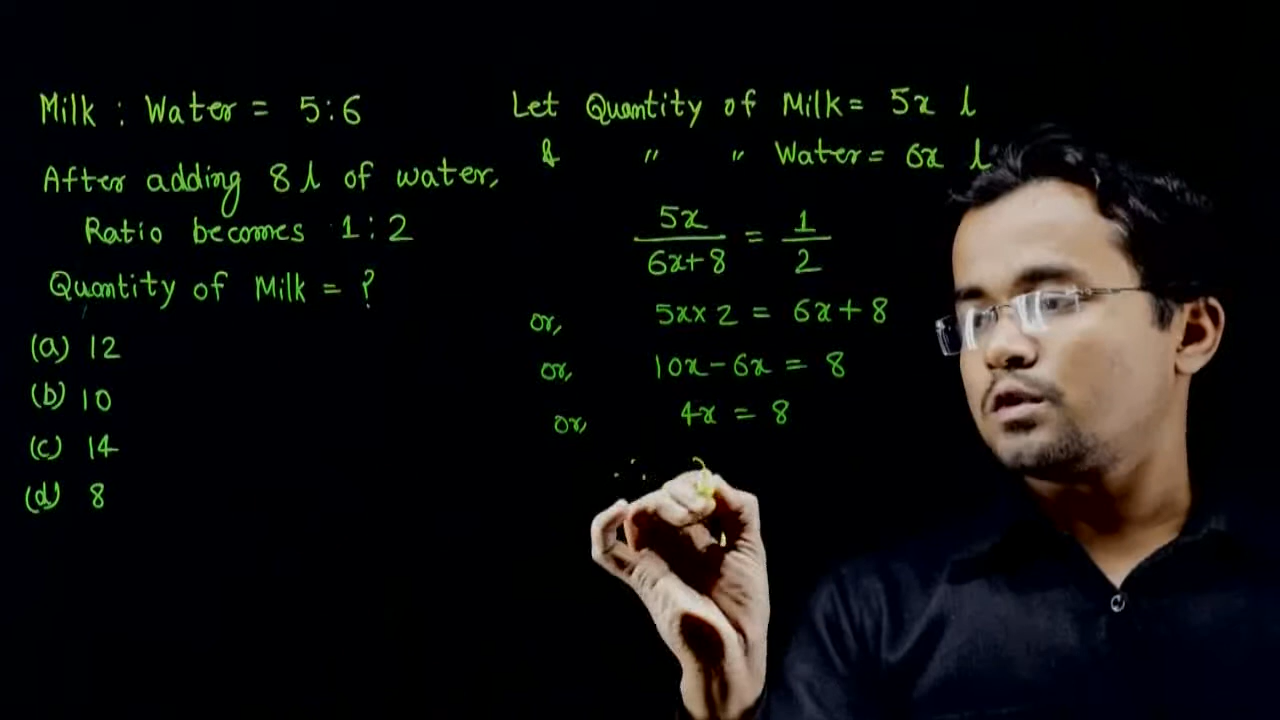 Milk : Water = 5:6
After adding 8 l of water,
Ratio becomes 1:2
Quantity of Milk = ?
(a) 12
(b) 10
(c) 14
(d) 8
Let Quantity of Milk = 5x l
& " " Water = 6x l
5x/6x+8 = 1/2
or, 5x×2 = 6x+8
or, 10x-6x = 8
or, 4x = 8
∴